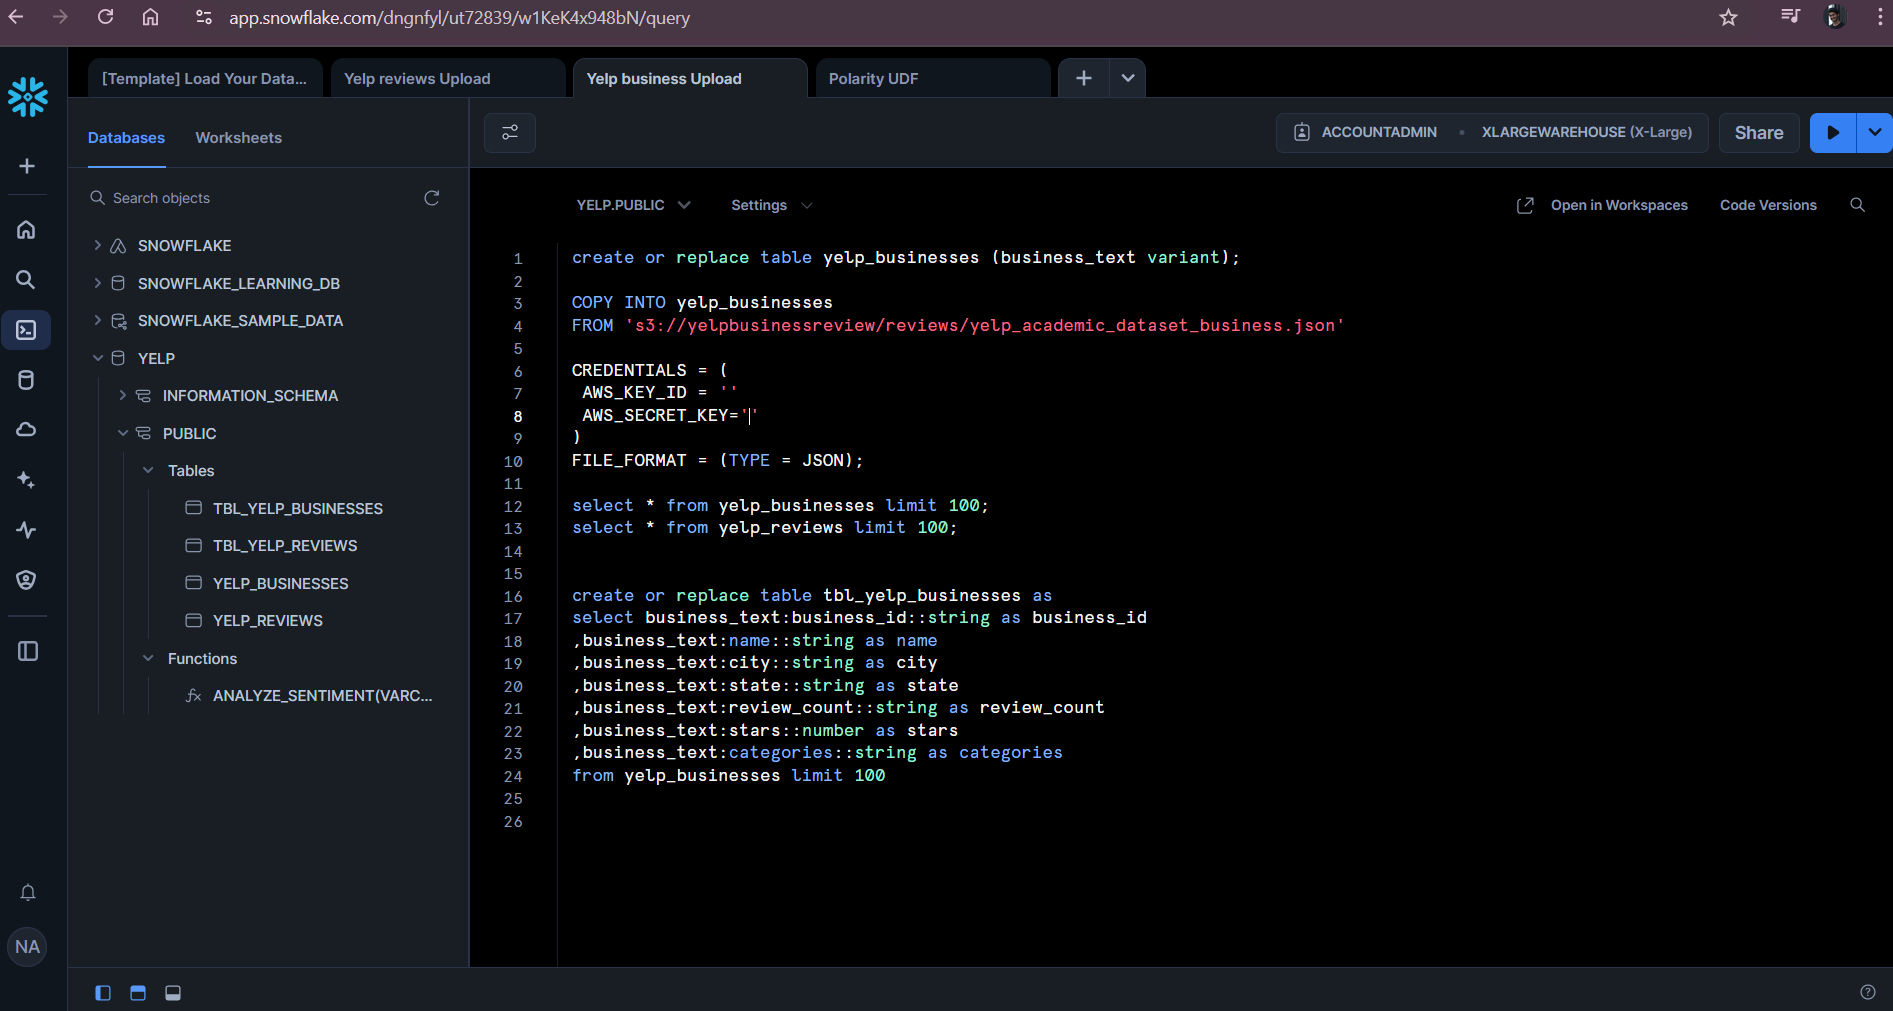 app.snowflake.com/dngnfyl/ut72839/w1KeK4x948bN/query
[Template] Load Your Data...
Yelp reviews Upload
Yelp business Upload
Polarity UDF
Databases
Worksheets
ACCOUNTADMIN
XLARGEWAREHOUSE (X-Large)
Share
Search objects
SNOWFLAKE
SNOWFLAKE_LEARNING_DB
SNOWFLAKE_SAMPLE_DATA
YELP
INFORMATION_SCHEMA
PUBLIC
Tables
TBL_YELP_BUSINESSES
TBL_YELP_REVIEWS
YELP_BUSINESSES
YELP_REVIEWS
Functions
ANALYZE_SENTIMENT(VARC...
NA
YELP.PUBLIC
Settings
Open in Workspaces
Code Versions
1 create or replace table yelp_businesses (business_text variant);
2
3 COPY INTO yelp_businesses
4 FROM 's3://yelpbusinessreview/reviews/yelp_academic_dataset_business.json'
5
6 CREDENTIALS = (
7 AWS_KEY_ID = ''
8 AWS_SECRET_KEY=''
9 )
10 FILE_FORMAT = (TYPE = JSON);
11
12 select * from yelp_businesses limit 100;
13 select * from yelp_reviews limit 100;
14
15
16 create or replace table tbl_yelp_businesses as
17 select business_text:business_id::string as business_id
18 ,business_text:name::string as name
19 ,business_text:city::string as city
20 ,business_text:state::string as state
21 ,business_text:review_count::string as review_count
22 ,business_text:stars::number as stars
23 ,business_text:categories::string as categories
24 from yelp_businesses limit 100
25
26